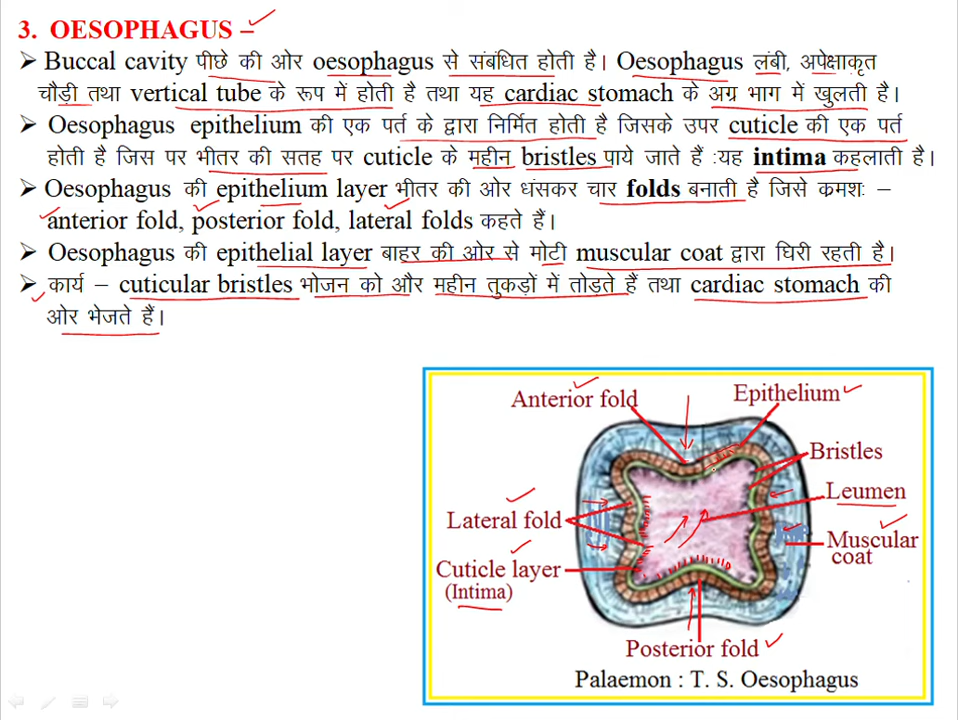 3. OESOPHAGUS –
➢ Buccal cavity पीछे की ओर oesophagus से संबंधित होती है। Oesophagus लंबी, अपेक्षाकृत
चौड़ी तथा vertical tube के रूप में होती है तथा यह cardiac stomach के अग्र भाग में खुलती है।
➢ Oesophagus epithelium की एक पर्त के द्वारा निर्मित होती है जिसके उपर cuticle की एक पर्त
होती है जिस पर भीतर की सतह पर cuticle के महीन bristles पाये जाते हैं :यह intima कहलाती है।
➢ Oesophagus की epithelium layer भीतर की ओर धंसकर चार folds बनाती है जिसे क्रमशः –
anterior fold, posterior fold, lateral folds कहते हैं।
➢ Oesophagus की epithelial layer बाहर की ओर से मोटी muscular coat द्वारा घिरी रहती है।
➢ कार्य – cuticular bristles भोजन को और महीन तुकड़ों में तोडते हैं तथा cardiac stomach की
ओर भेजते हैं।
Anterior fold
Epithelium
Bristles
Leumen
Lateral fold
Muscular
coat
Cuticle layer
(Intima)
Posterior fold
Palaemon : T. S. Oesophagus